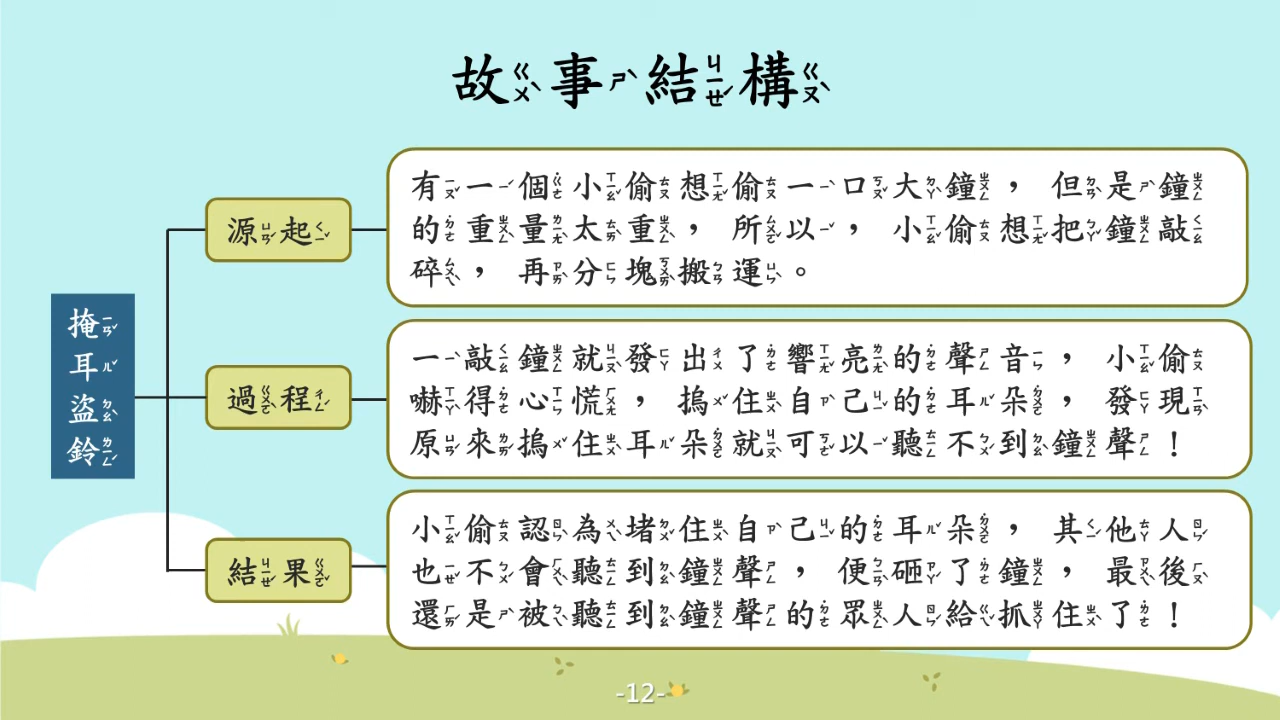 故事結構
掩耳盜鈴
源起
有一個小偷想偷一口大鐘，但是鐘
的重量太重，所以，小偷想把鐘敲
碎，再分塊搬運。
過程
一敲鐘就發出了響亮的聲音，小偷
嚇得心慌，摀住自己的耳朵，發現
原來摀住耳朵就可以聽不到鐘聲！
結果
小偷認為堵住自己的耳朵，其他人
也不會聽到鐘聲，便砸了鐘，最後
還是被聽到鐘聲的眾人給抓住了！
-12-